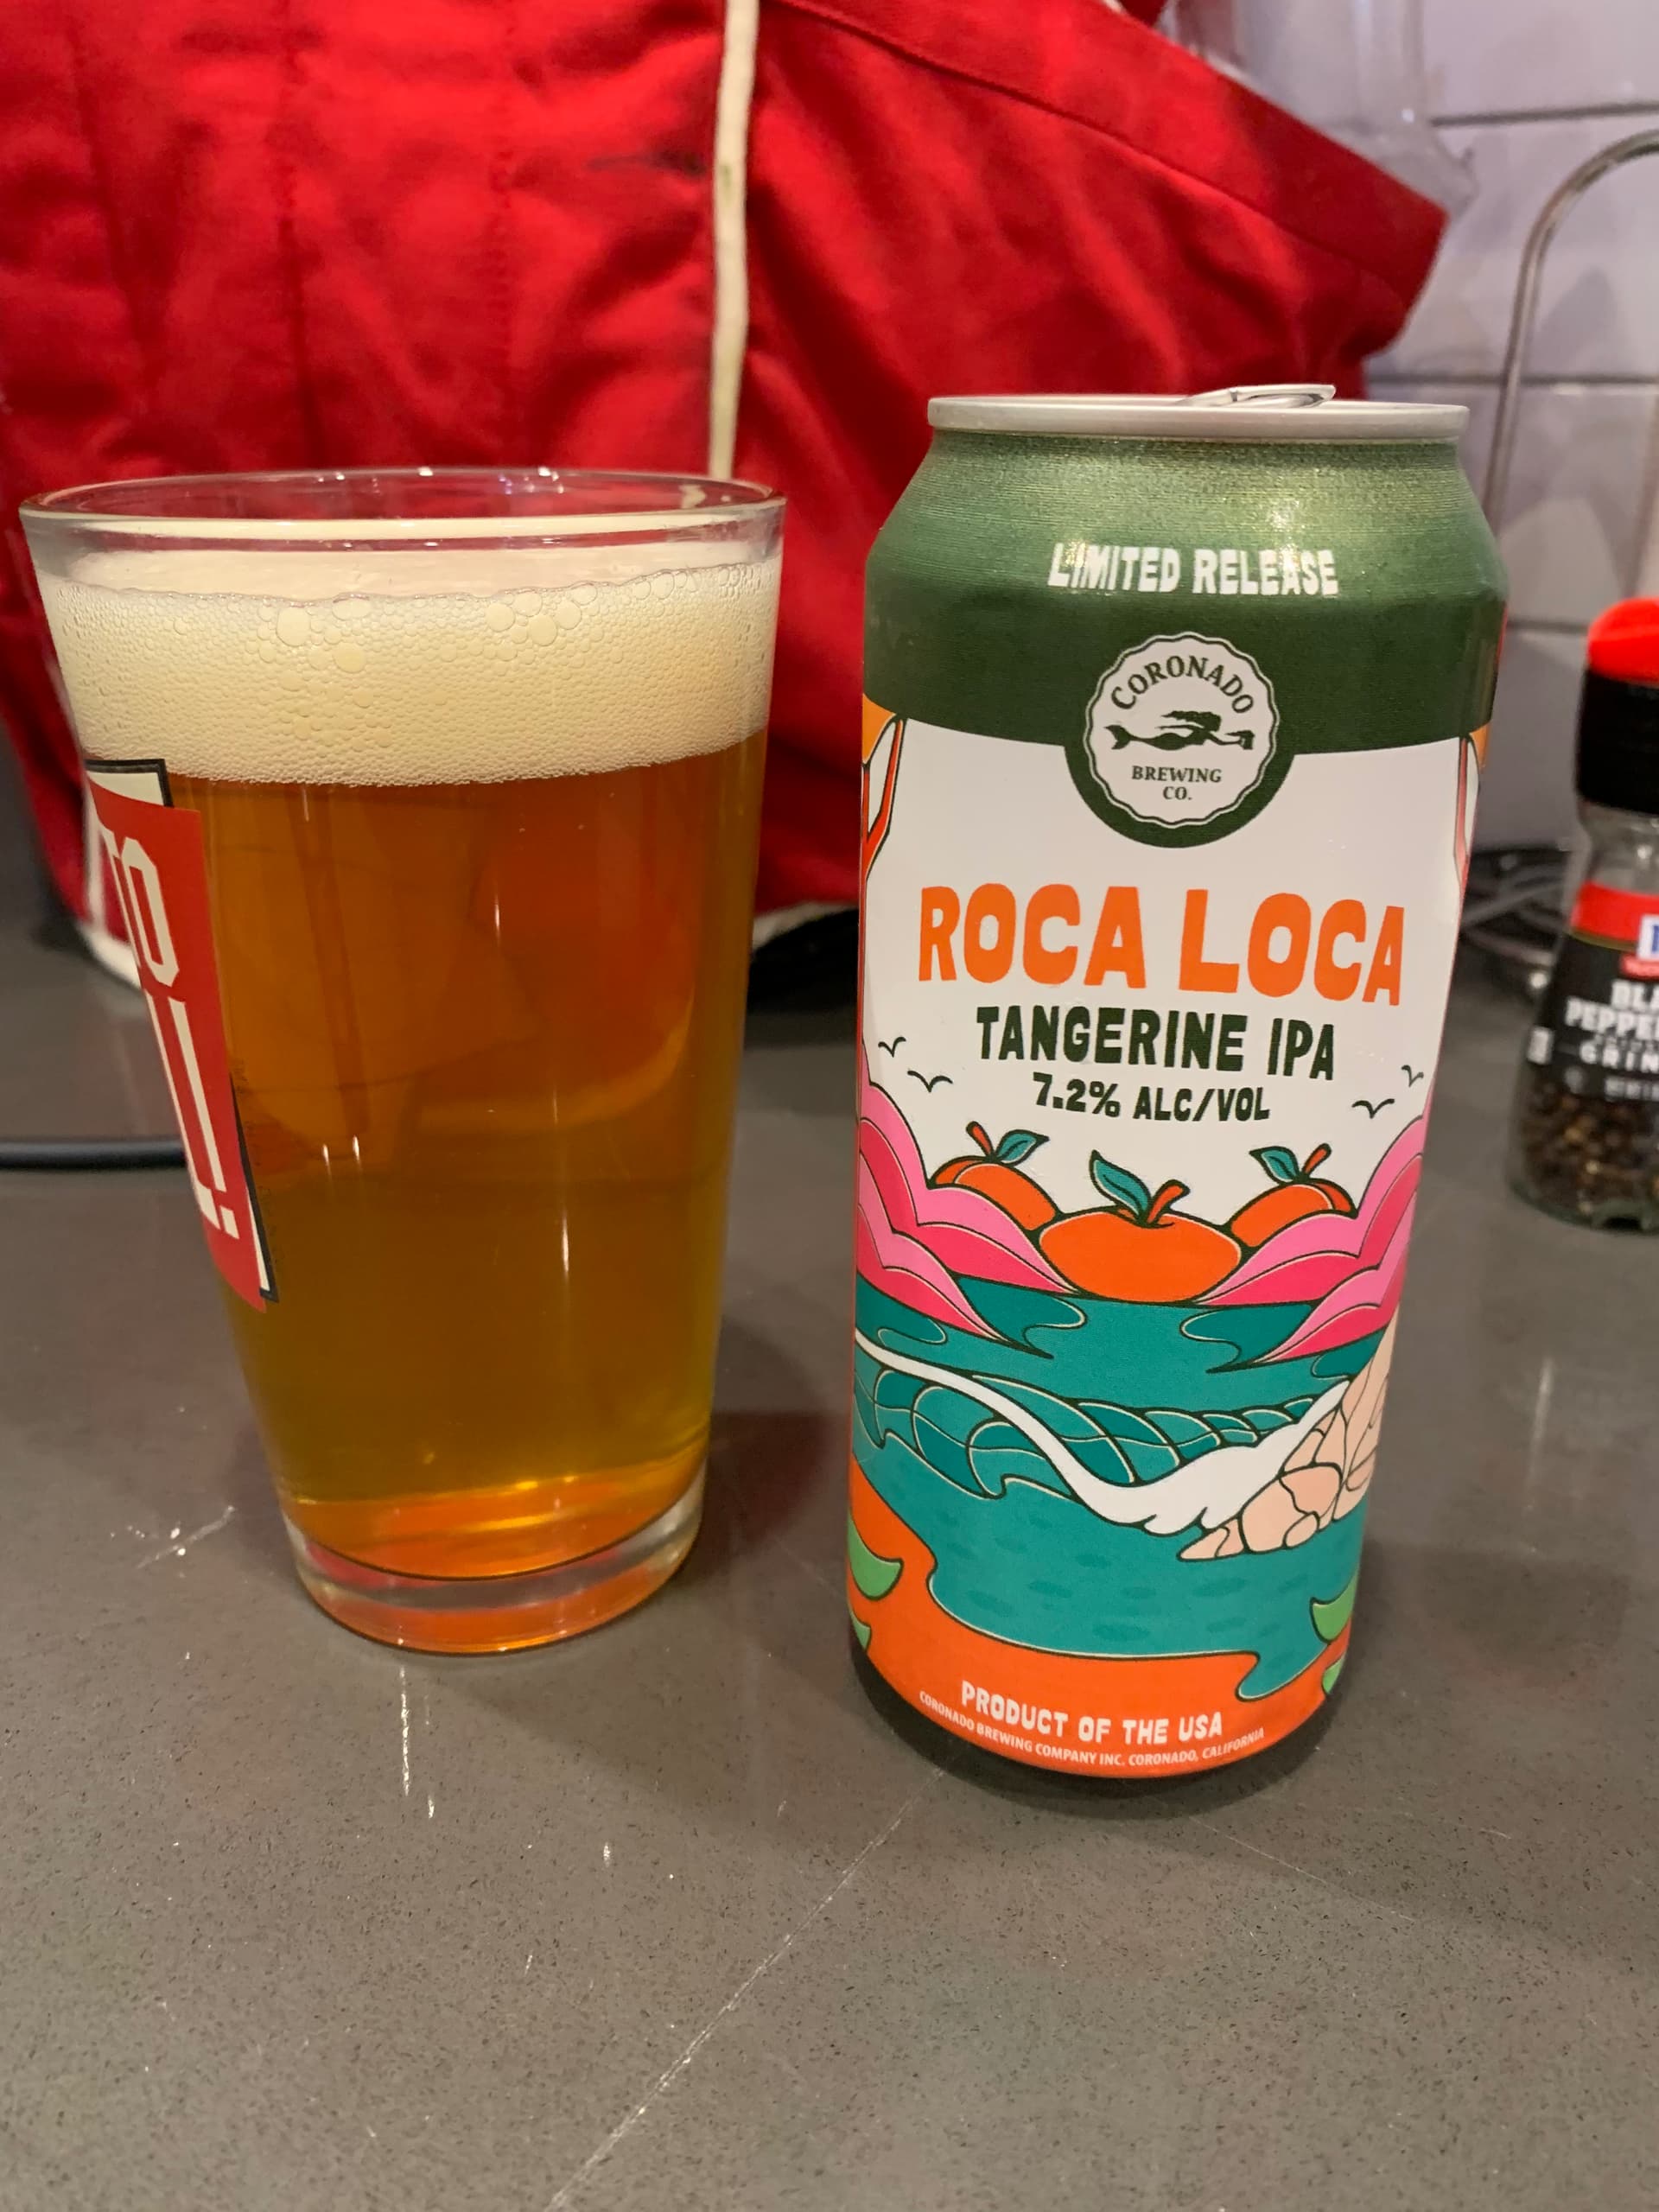 LIMITED RELEASE
CORONADO
BREWING
CO.
ROCA LOCA
TANGERINE IPA
7.2% ALC/VOL
PRODUCT OF THE USA
CORONADO BREWING COMPANY INC. CORONADO, CALIFORNIA
TO